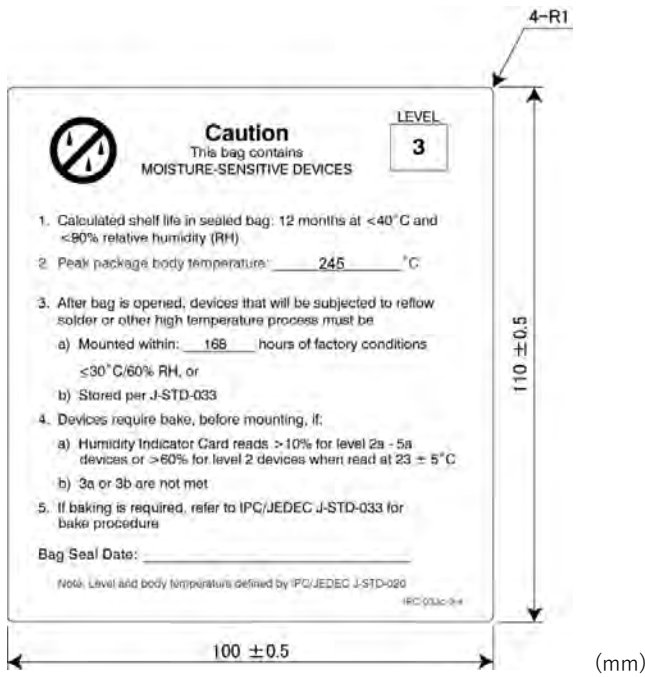 4-R1
LEVEL
3
Caution
This bag contains
MOISTURE-SENSITIVE DEVICES
1. Calculated shelf life in sealed bag: 12 months at <40°C and
<90% relative humidity (RH)
2. Peak package body temperature: 245 °C
3. After bag is opened, devices that will be subjected to reflow
solder or other high temperature process must be
a) Mounted within: 168 hours of factory conditions
≤30°C/60% RH, or
b) Stored per J-STD-033
4. Devices require bake, before mounting, if:
a) Humidity Indicator Card reads >10% for level 2a - 5a
devices or >60% for level 2 devices when read at 23 ± 5°C
b) 3a or 3b are not met
5. If baking is required, refer to IPC/JEDEC J-STD-033 for
bake procedure
Bag Seal Date:
Note: Level and body temperature defined by IPC/JEDEC J-STD-020
110 ±0.5
100 ±0.5
(mm)